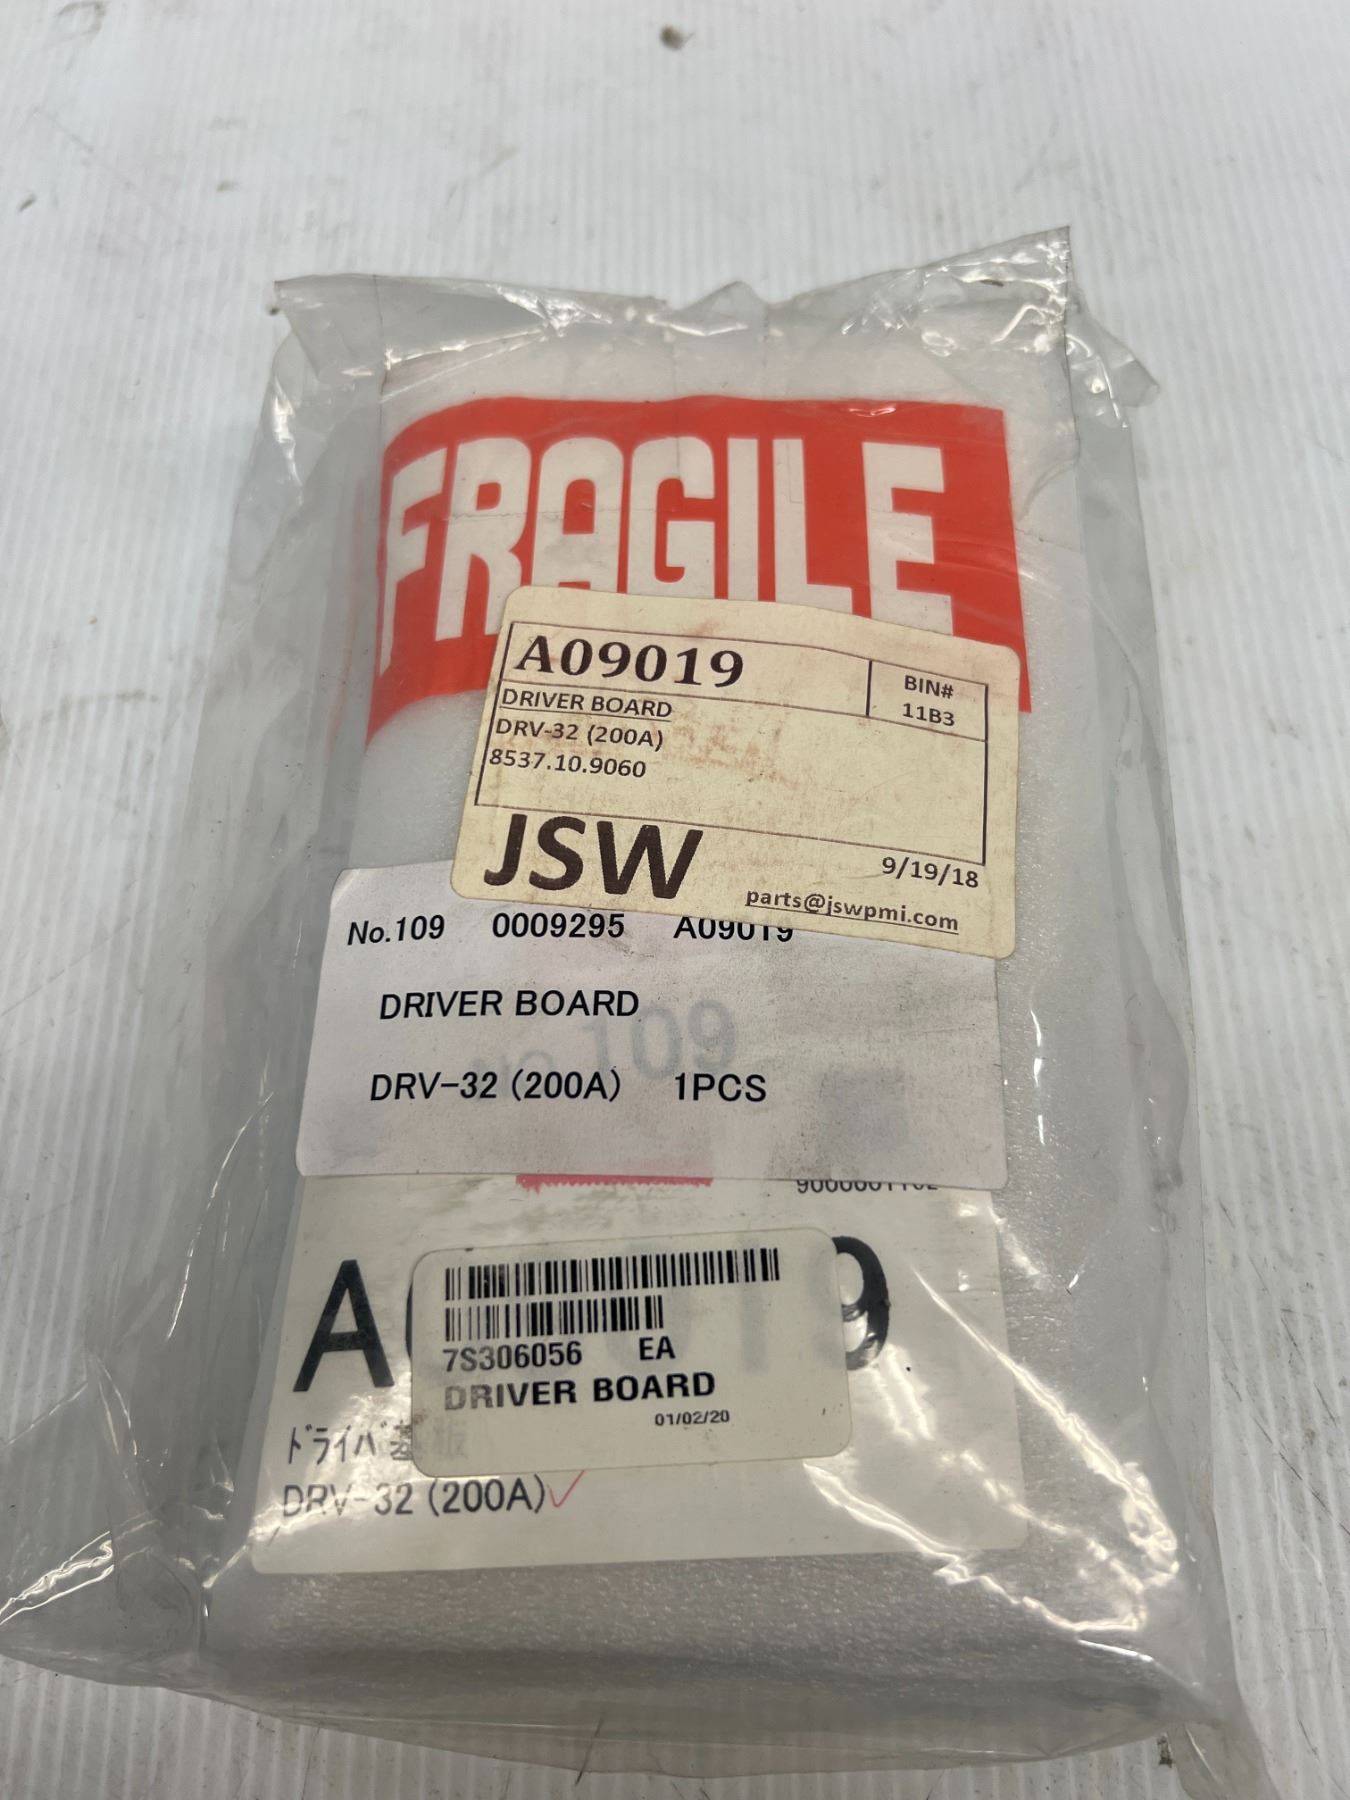 FRAGILE
A09019
BIN#
11B3
DRIVER BOARD
DRV-32 (200A)
8537.10.9060
JSW
9/19/18
parts@jswpmi.com
No.109 0009295 A09019
DRIVER BOARD
109
DRV-32 (200A) 1PCS
A 19
7S306056 EA
DRIVER BOARD
01/02/20
ドライバ基板
DRV-32 (200A)